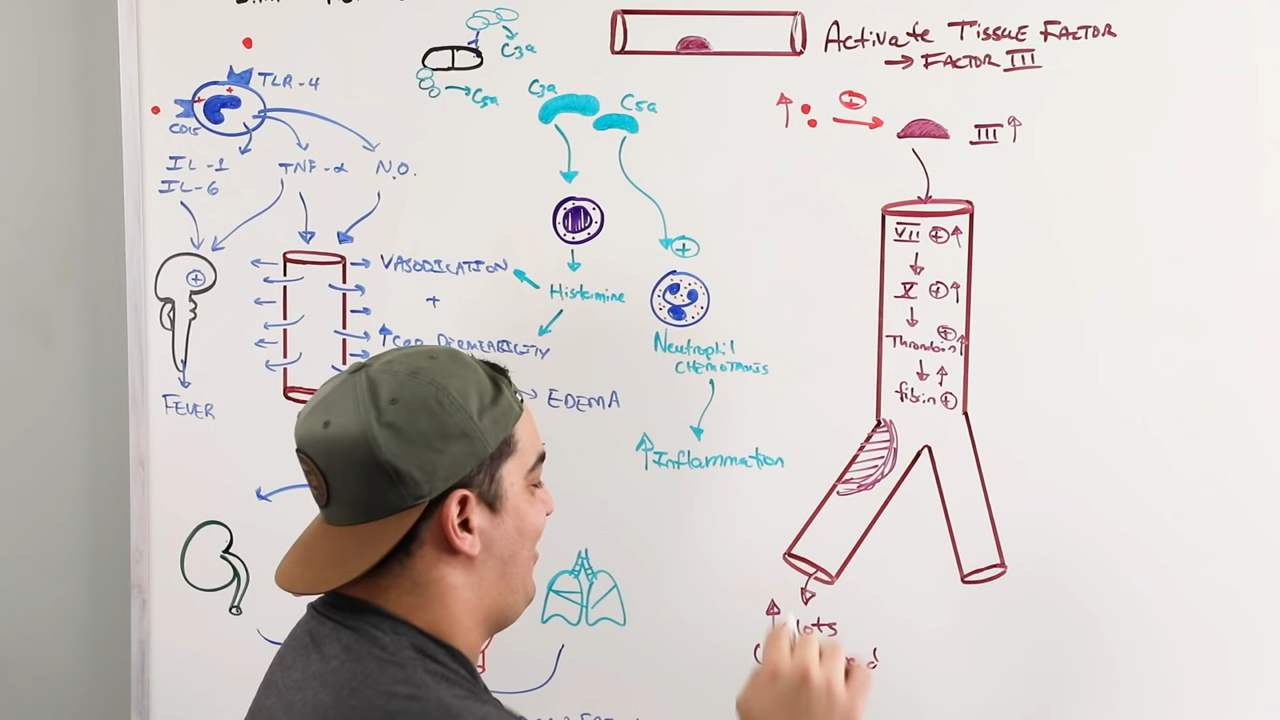 TLR-4
CD15
IL-1
IL-6
TNF-α
N.O.
FEVER
VASODILATION
+
EDEMA
C3a
C5a
C3a
C5a
Histamine
+
Neutrophil
CHEMOTAXIS
Inflammation
Activate Tissue Factor
→ FACTOR III
III
VII +
X +
Thrombin +
fibrin +